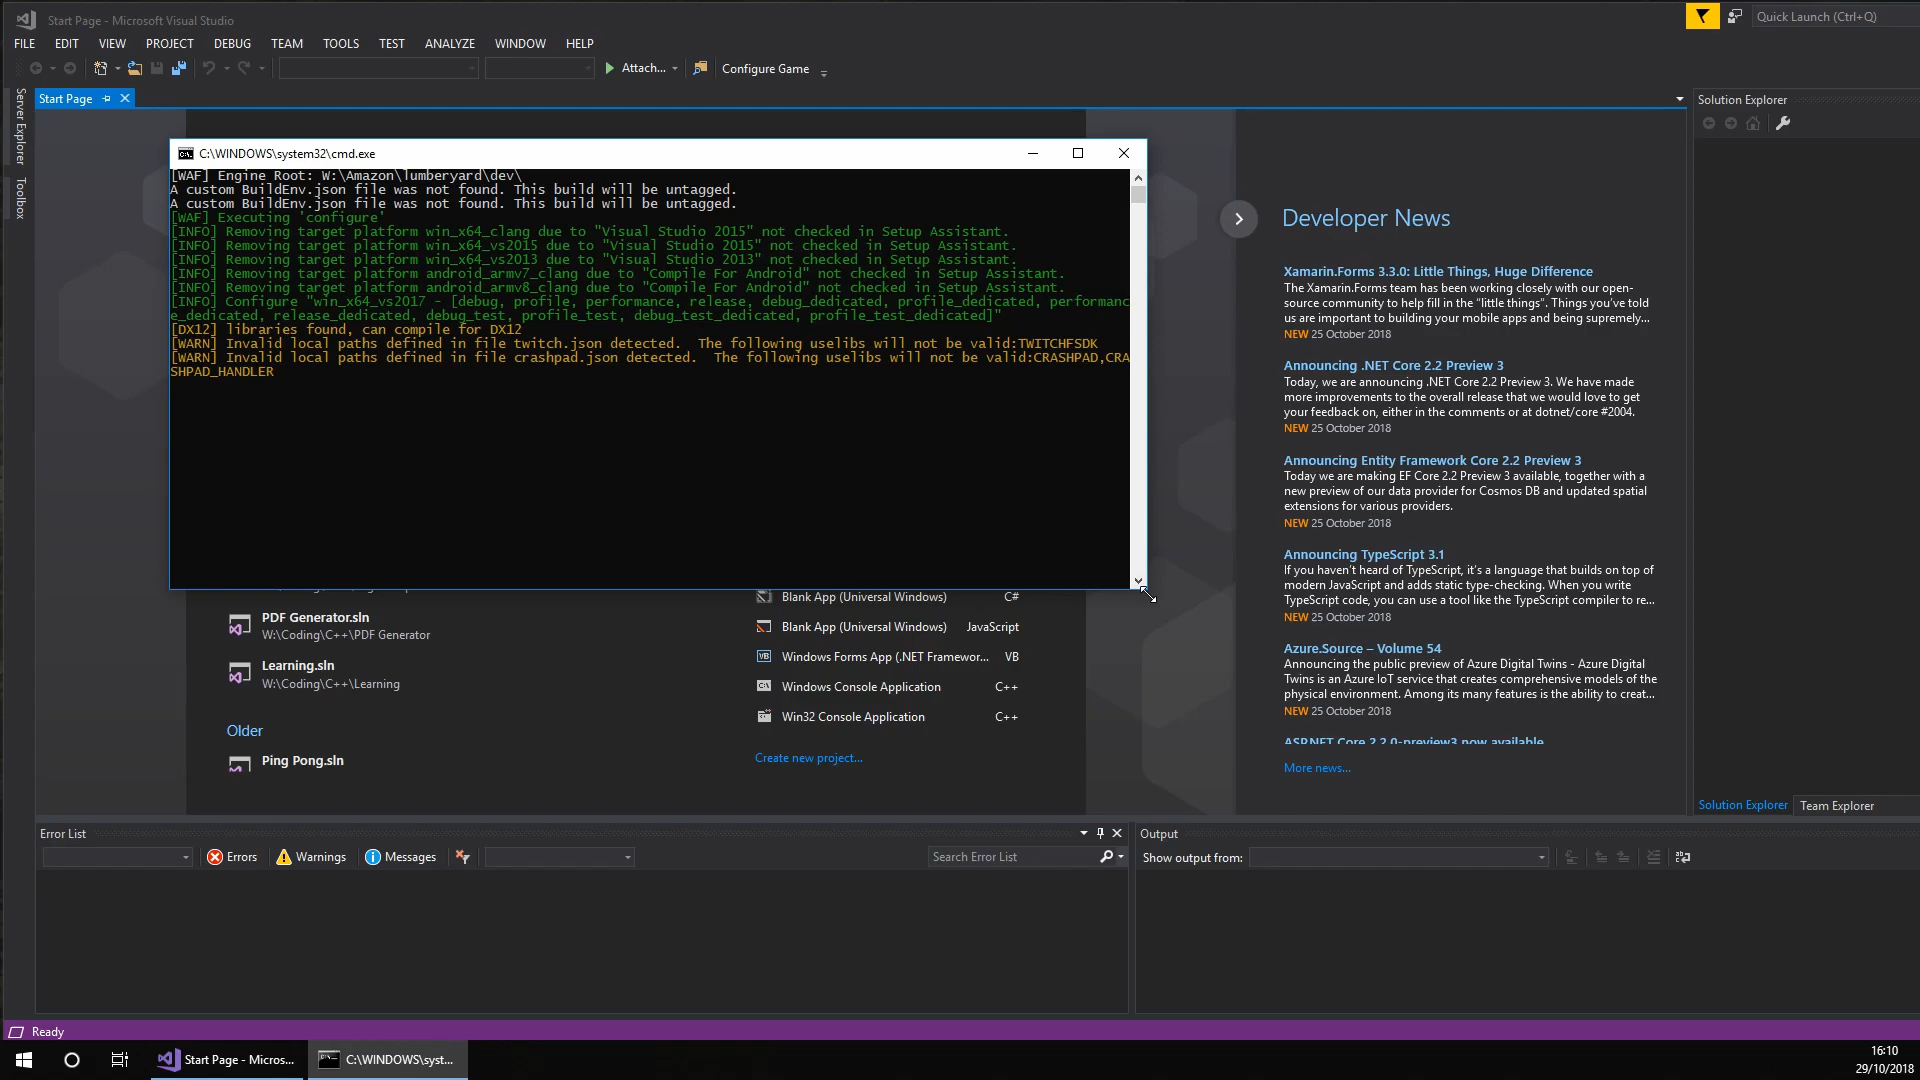 Start Page - Microsoft Visual Studio
Quick Launch (Ctrl+Q)
FILE EDIT VIEW PROJECT DEBUG TEAM TOOLS TEST ANALYZE WINDOW HELP
Attach... Configure Game
Server Explorer
Toolbox
Start Page
Solution Explorer
C:\WINDOWS\system32\cmd.exe
[WAF] Engine Root: W:\Amazon\lumberyard\dev\
A custom BuildEnv.json file was not found. This build will be untagged.
A custom BuildEnv.json file was not found. This build will be untagged.
[WAF] Executing 'configure'
[INFO] Removing target platform win_x64_clang due to "Visual Studio 2015" not checked in Setup Assistant.
[INFO] Removing target platform win_x64_vs2015 due to "Visual Studio 2015" not checked in Setup Assistant.
[INFO] Removing target platform win_x64_vs2013 due to "Visual Studio 2013" not checked in Setup Assistant.
[INFO] Removing target platform android_armv7_clang due to "Compile For Android" not checked in Setup Assistant.
[INFO] Removing target platform android_armv8_clang due to "Compile For Android" not checked in Setup Assistant.
[INFO] Configure "win_x64_vs2017 - [debug, profile, performance, release, debug_dedicated, profile_dedicated, performanc
e_dedicated, release_dedicated, debug_test, profile_test, debug_test_dedicated, profile_test_dedicated]"
[DX12] libraries found, can compile for DX12
[WARN] Invalid local paths defined in file twitch.json detected.  The following uselibs will not be valid:TWITCHFSDK
[WARN] Invalid local paths defined in file crashpad.json detected.  The following uselibs will not be valid:CRASHPAD,CRA
SHPAD_HANDLER
PDF Generator.sln
W:\Coding\C++\PDF Generator
Learning.sln
W:\Coding\C++\Learning
Older
Ping Pong.sln
Blank App (Universal Windows) C#
Blank App (Universal Windows) JavaScript
Windows Forms App (.NET Framewor... VB
Windows Console Application C++
Win32 Console Application C++
Create new project...
Developer News
Xamarin.Forms 3.3.0: Little Things, Huge Difference
The Xamarin.Forms team has been working closely with our open-
source community to help fill in the “little things”. Things you’ve told
us are important to building your mobile apps and being supremely...
NEW 25 October 2018
Announcing .NET Core 2.2 Preview 3
Today, we are announcing .NET Core 2.2 Preview 3. We have made
more improvements to the overall release that we would love to get
your feedback on, either in the comments or at dotnet/core #2004.
NEW 25 October 2018
Announcing Entity Framework Core 2.2 Preview 3
Today we are making EF Core 2.2 Preview 3 available, together with a
new preview of our data provider for Cosmos DB and updated spatial
extensions for various providers.
NEW 25 October 2018
Announcing TypeScript 3.1
If you haven’t heard of TypeScript, it’s a language that builds on top of
modern JavaScript and adds static type-checking. When you write
TypeScript code, you can use a tool like the TypeScript compiler to re...
NEW 25 October 2018
Azure.Source – Volume 54
Announcing the public preview of Azure Digital Twins - Azure Digital
Twins is an Azure IoT service that creates comprehensive models of the
physical environment. Among its many features is the ability to creat...
NEW 25 October 2018
ASP.NET Core 2.2.0-preview3 now available
More news...
Solution Explorer Team Explorer
Error List
Errors Warnings Messages Search Error List
Output
Show output from:
Ready
Start Page - Micros... C:\WINDOWS\syst...
16:10
29/10/2018